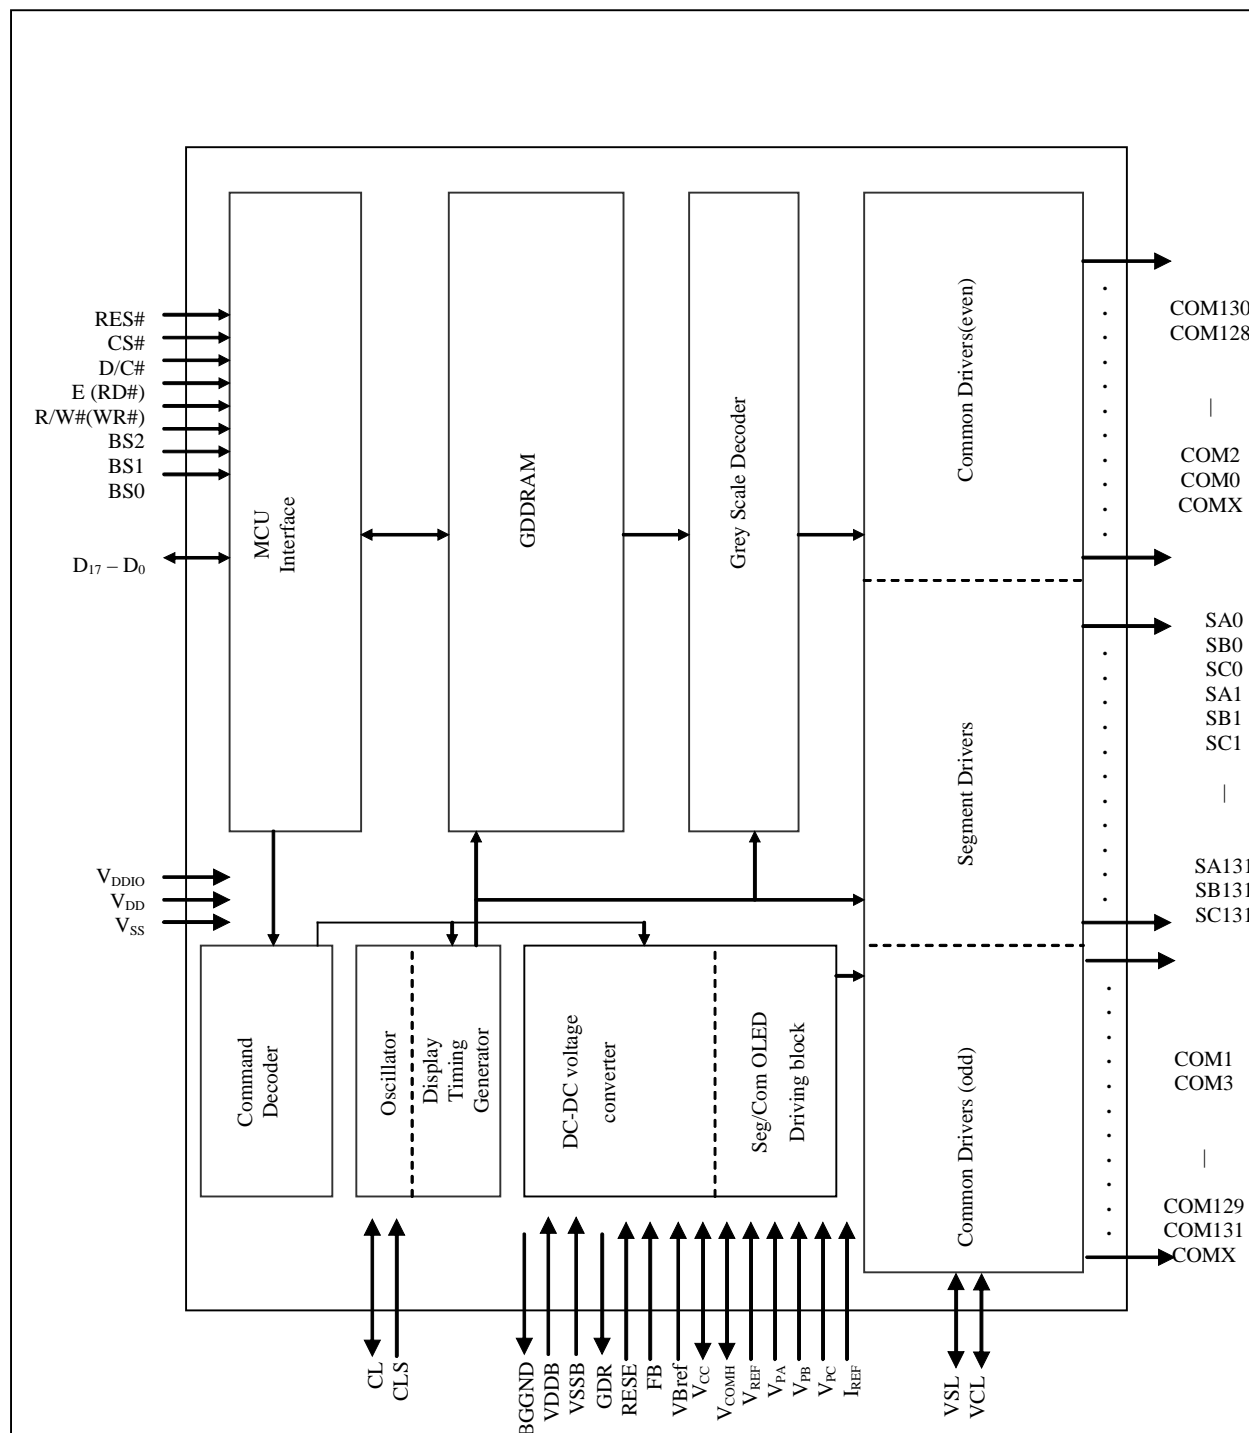 RES#
CS#
D/C#
E (RD#)
R/W#(WR#)
BS2
BS1
BS0
D17 – D0
VDDIO
VDD
VSS
MCU
Interface
GDDRAM
Grey Scale Decoder
Common Drivers(even)
Segment Drivers
Common Drivers (odd)
Command
Decoder
Oscillator
Display
Timing
Generator
DC-DC voltage
converter
Seg/Com OLED
Driving block
COM130
COM128
|
COM2
COM0
COMX
SA0
SB0
SC0
SA1
SB1
SC1
|
SA131
SB131
SC131
COM1
COM3
|
COM129
COM131
COMX
CL
CLS
BGGND
VDDB
VSSB
GDR
RESE
FB
VBref
VCC
VCOMH
VREF
VPA
VPB
VPC
IREF
VSL
VCL